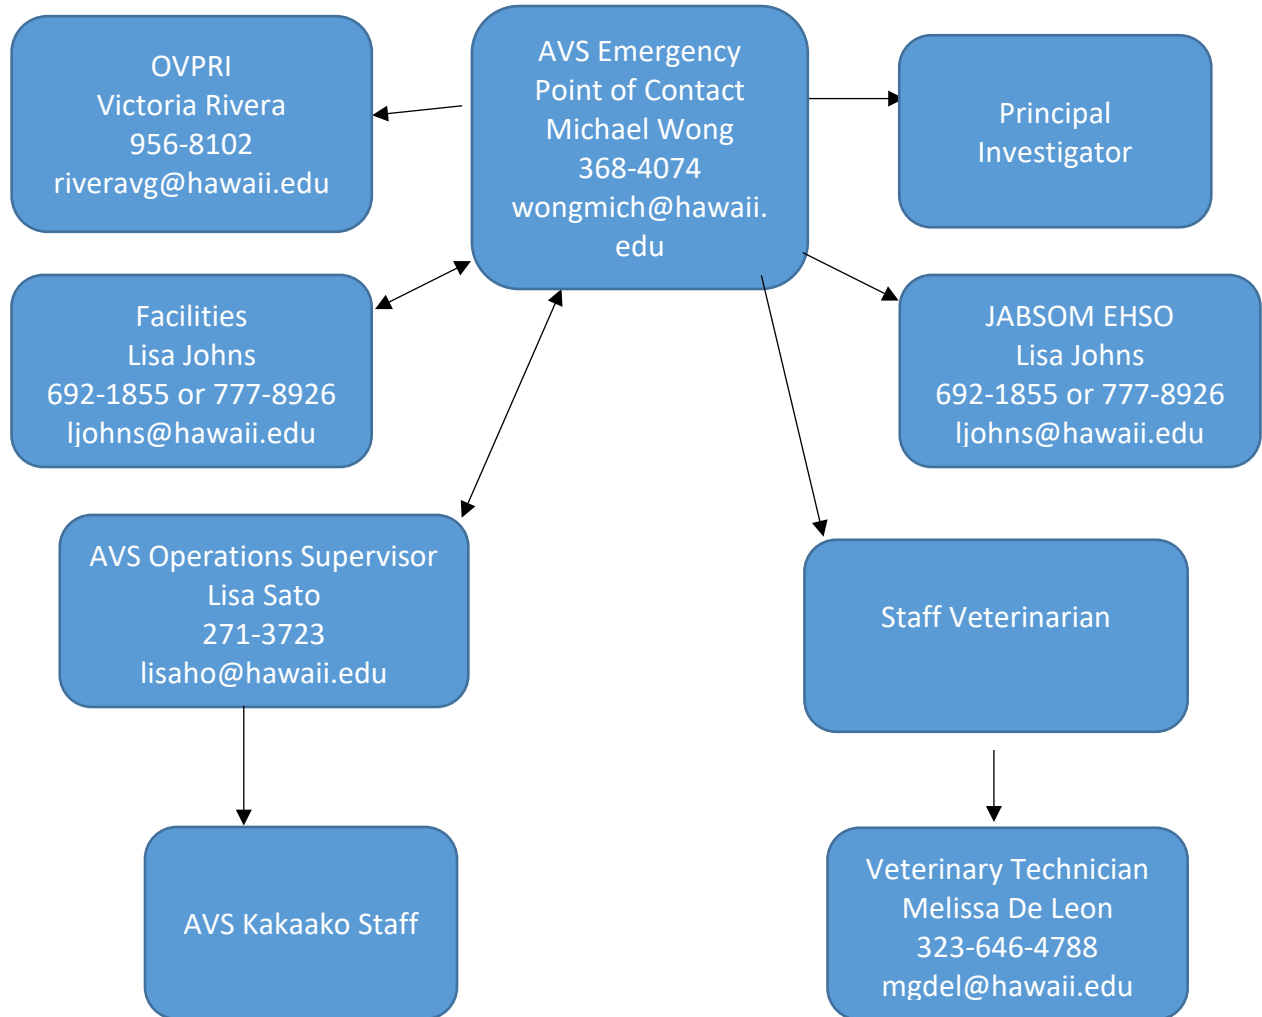 OVPRI
Victoria Rivera
956-8102
riveravg@hawaii.edu
AVS Emergency
Point of Contact
Michael Wong
368-4074
wongmich@hawaii.
edu
Principal
Investigator
Facilities
Lisa Johns
692-1855 or 777-8926
ljohns@hawaii.edu
JABSOM EHSO
Lisa Johns
692-1855 or 777-8926
ljohns@hawaii.edu
AVS Operations Supervisor
Lisa Sato
271-3723
lisaho@hawaii.edu
Staff Veterinarian
AVS Kakaako Staff
Veterinary Technician
Melissa De Leon
323-646-4788
mgdel@hawaii.edu